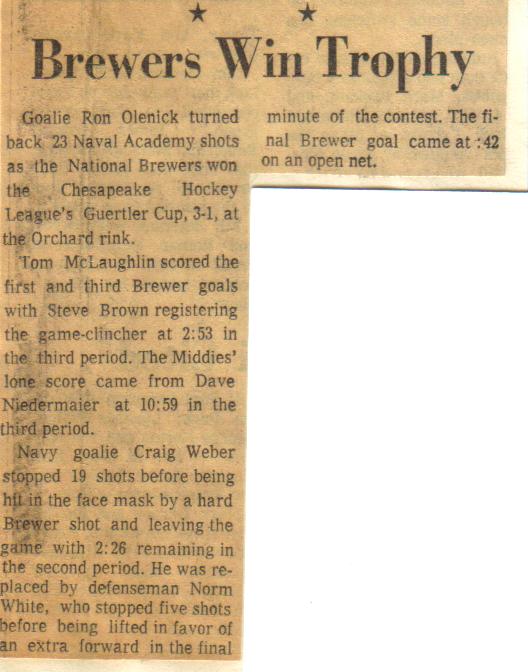 Brewers Win Trophy
Goalie Ron Olenick turned
back 23 Naval Academy shots
as the National Brewers won
the Chesapeake Hockey
League's Guertler Cup, 3-1, at
the Orchard rink.
Tom McLaughlin scored the
first and third Brewer goals
with Steve Brown registering
the game-clincher at 2:53 in
the third period. The Middies'
lone score came from Dave
Niedermaier at 10:59 in the
third period.
Navy goalie Craig Weber
stopped 19 shots before being
hit in the face mask by a hard
Brewer shot and leaving the
game with 2:26 remaining in
the second period. He was re-
placed by defenseman Norm
White, who stopped five shots
before being lifted in favor of
an extra forward in the final
minute of the contest. The fi-
nal Brewer goal came at :42
on an open net.